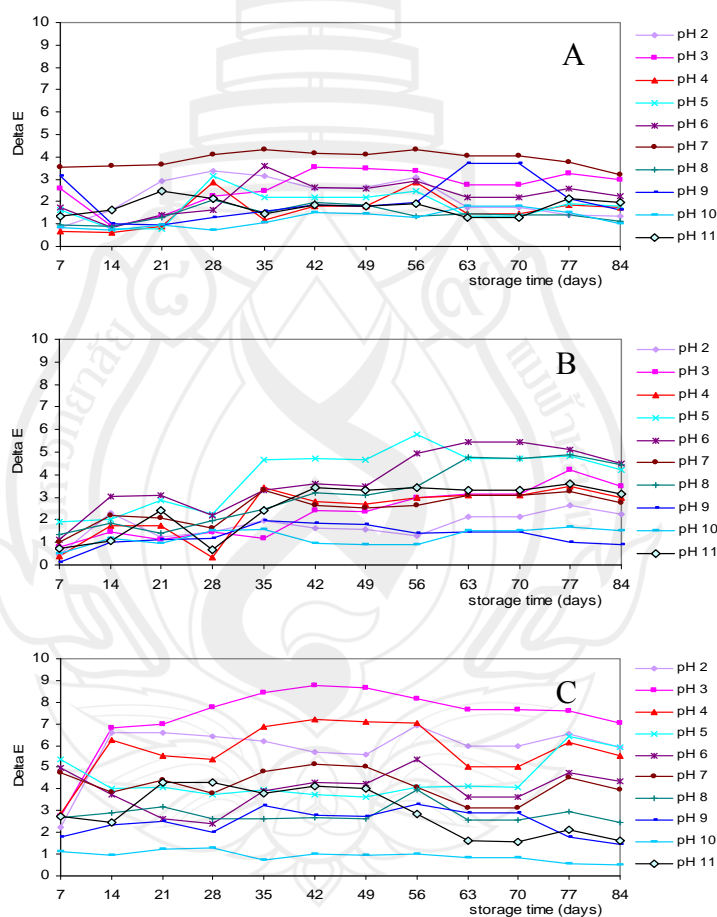 A
10
9
8
7
6
5
4
3
2
1
0
Delta E
7 14 21 28 35 42 49 56 63 70 77 84
storage time (days)
pH 2
pH 3
pH 4
pH 5
pH 6
pH 7
pH 8
pH 9
pH 10
pH 11
B
10
9
8
7
6
5
4
3
2
1
0
Delta E
7 14 21 28 35 42 49 56 63 70 77 84
storage time (days)
pH 2
pH 3
pH 4
pH 5
pH 6
pH 7
pH 8
pH 9
pH 10
pH 11
C
10
9
8
7
6
5
4
3
2
1
0
Delta E
7 14 21 28 35 42 49 56 63 70 77 84
storage time (days)
pH 2
pH 3
pH 4
pH 5
pH 6
pH 7
pH 8
pH 9
pH 10
pH 11